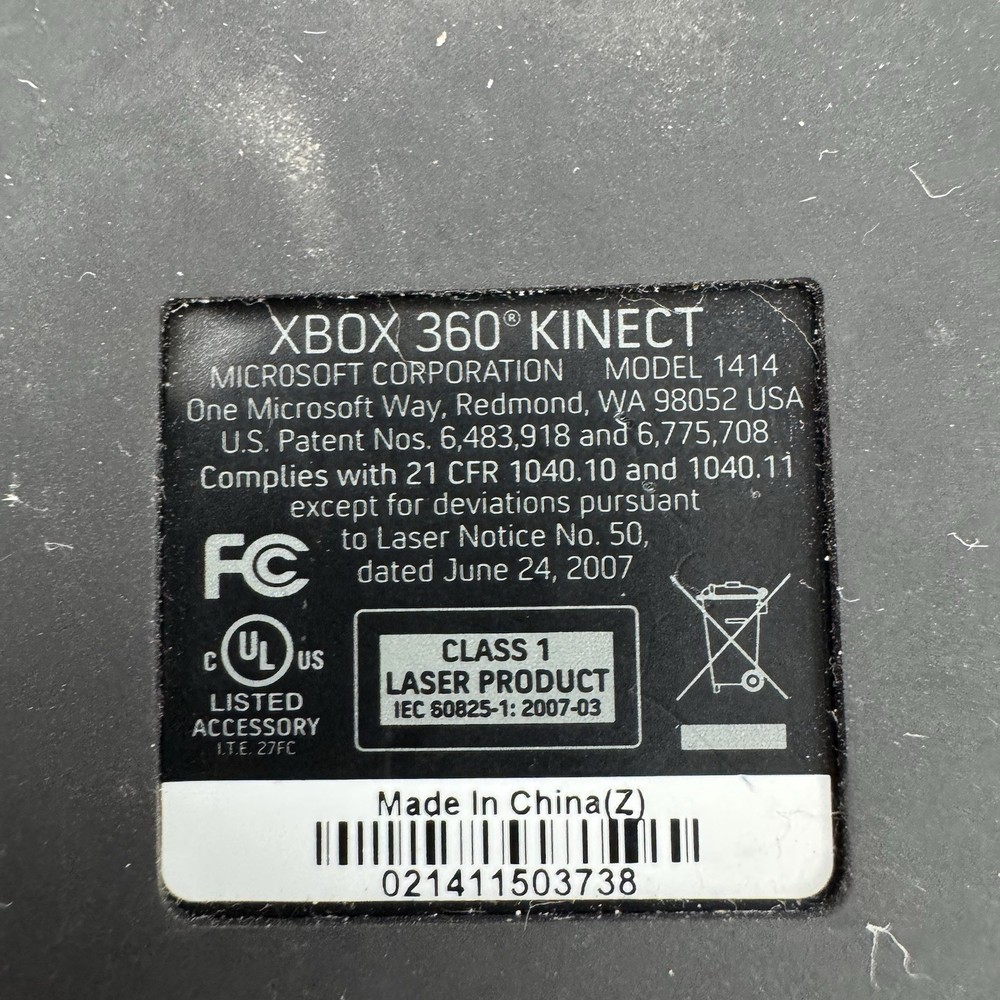 XBOX 360® KINECT
MICROSOFT CORPORATION MODEL 1414
One Microsoft Way, Redmond, WA 98052 USA
U.S. Patent Nos. 6,483,918 and 6,775,708
Complies with 21 CFR 1040.10 and 1040.11
except for deviations pursuant
to Laser Notice No. 50,
dated June 24, 2007
FC
C UL US
LISTED
ACCESSORY
I.T.E. 27FC
CLASS 1
LASER PRODUCT
IEC 60825-1: 2007-03
Made In China(Z)
021411503738